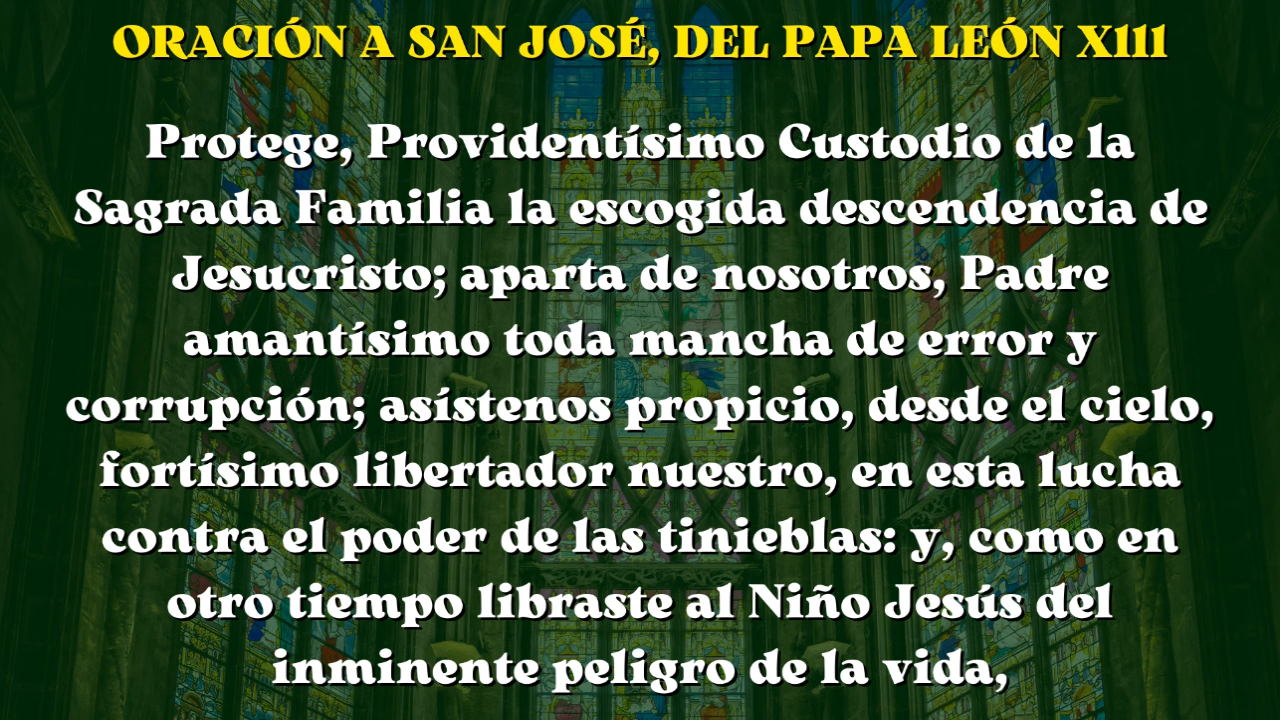 ORACIÓN A SAN JOSÉ, DEL PAPA LEÓN X111
Protege, Providentísimo Custodio de la
Sagrada Familia la escogida descendencia de
Jesucristo; aparta de nosotros, Padre
amantísimo toda mancha de error y
corrupción; asístenos propicio, desde el cielo,
fortísimo libertador nuestro, en esta lucha
contra el poder de las tinieblas: y, como en
otro tiempo libraste al Niño Jesús del
inminente peligro de la vida,